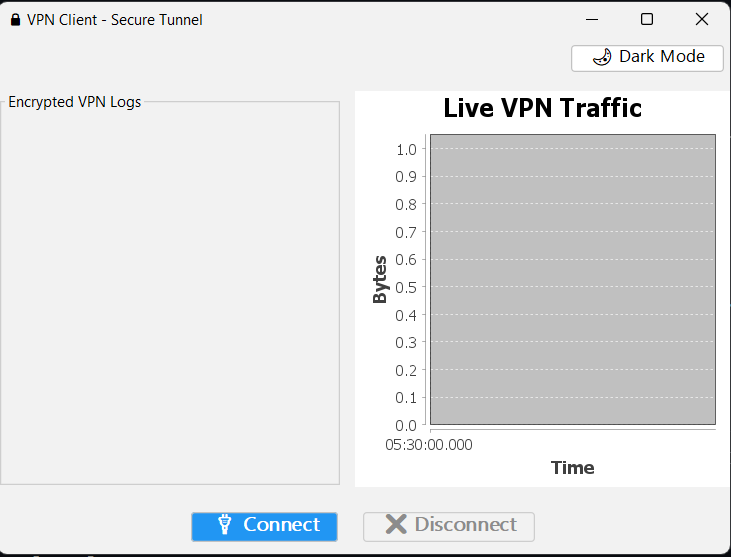 VPN Client - Secure Tunnel
Dark Mode
Encrypted VPN Logs
Live VPN Traffic
1.0
0.9
0.8
0.7
0.6
0.5
0.4
0.3
0.2
0.1
0.0
Bytes
05:30:00.000
Time
Connect
Disconnect